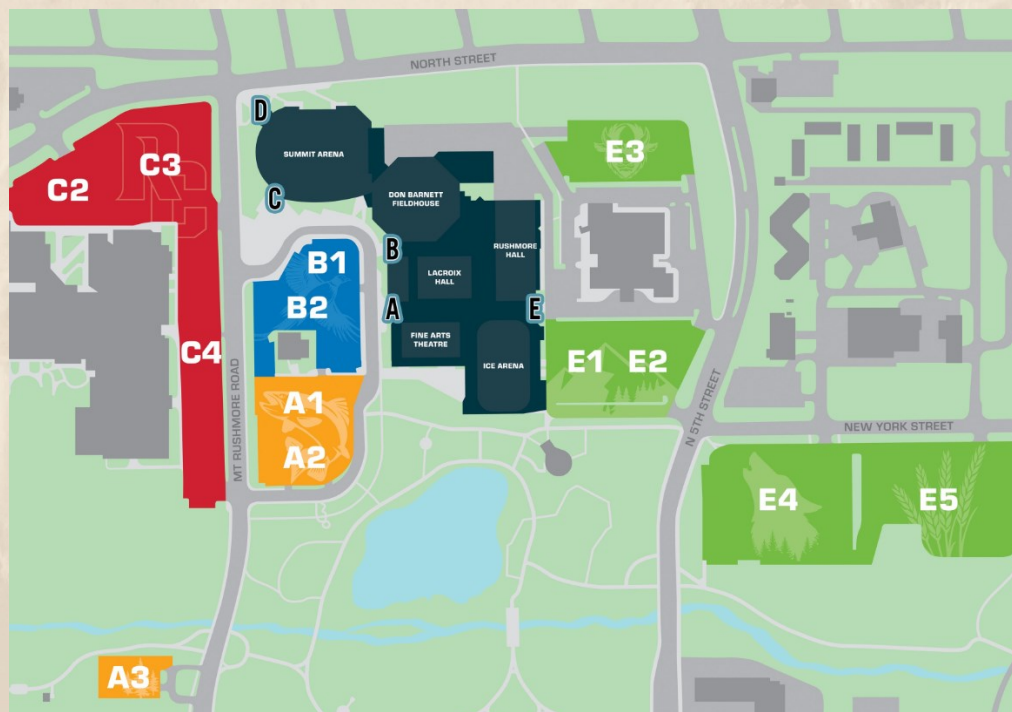 NORTH STREET
D
SUMMIT ARENA
C3
C2
RC
E3
DON BARNETT
FIELDHOUSE
C
B
RUSHMORE
HALL
LACROIX
HALL
B1
B2
A
E
FINE ARTS
THEATRE
ICE ARENA
C4
E1
E2
A1
A2
MT RUSHMORE ROAD
N 5TH STREET
NEW YORK STREET
E4
E5
A3